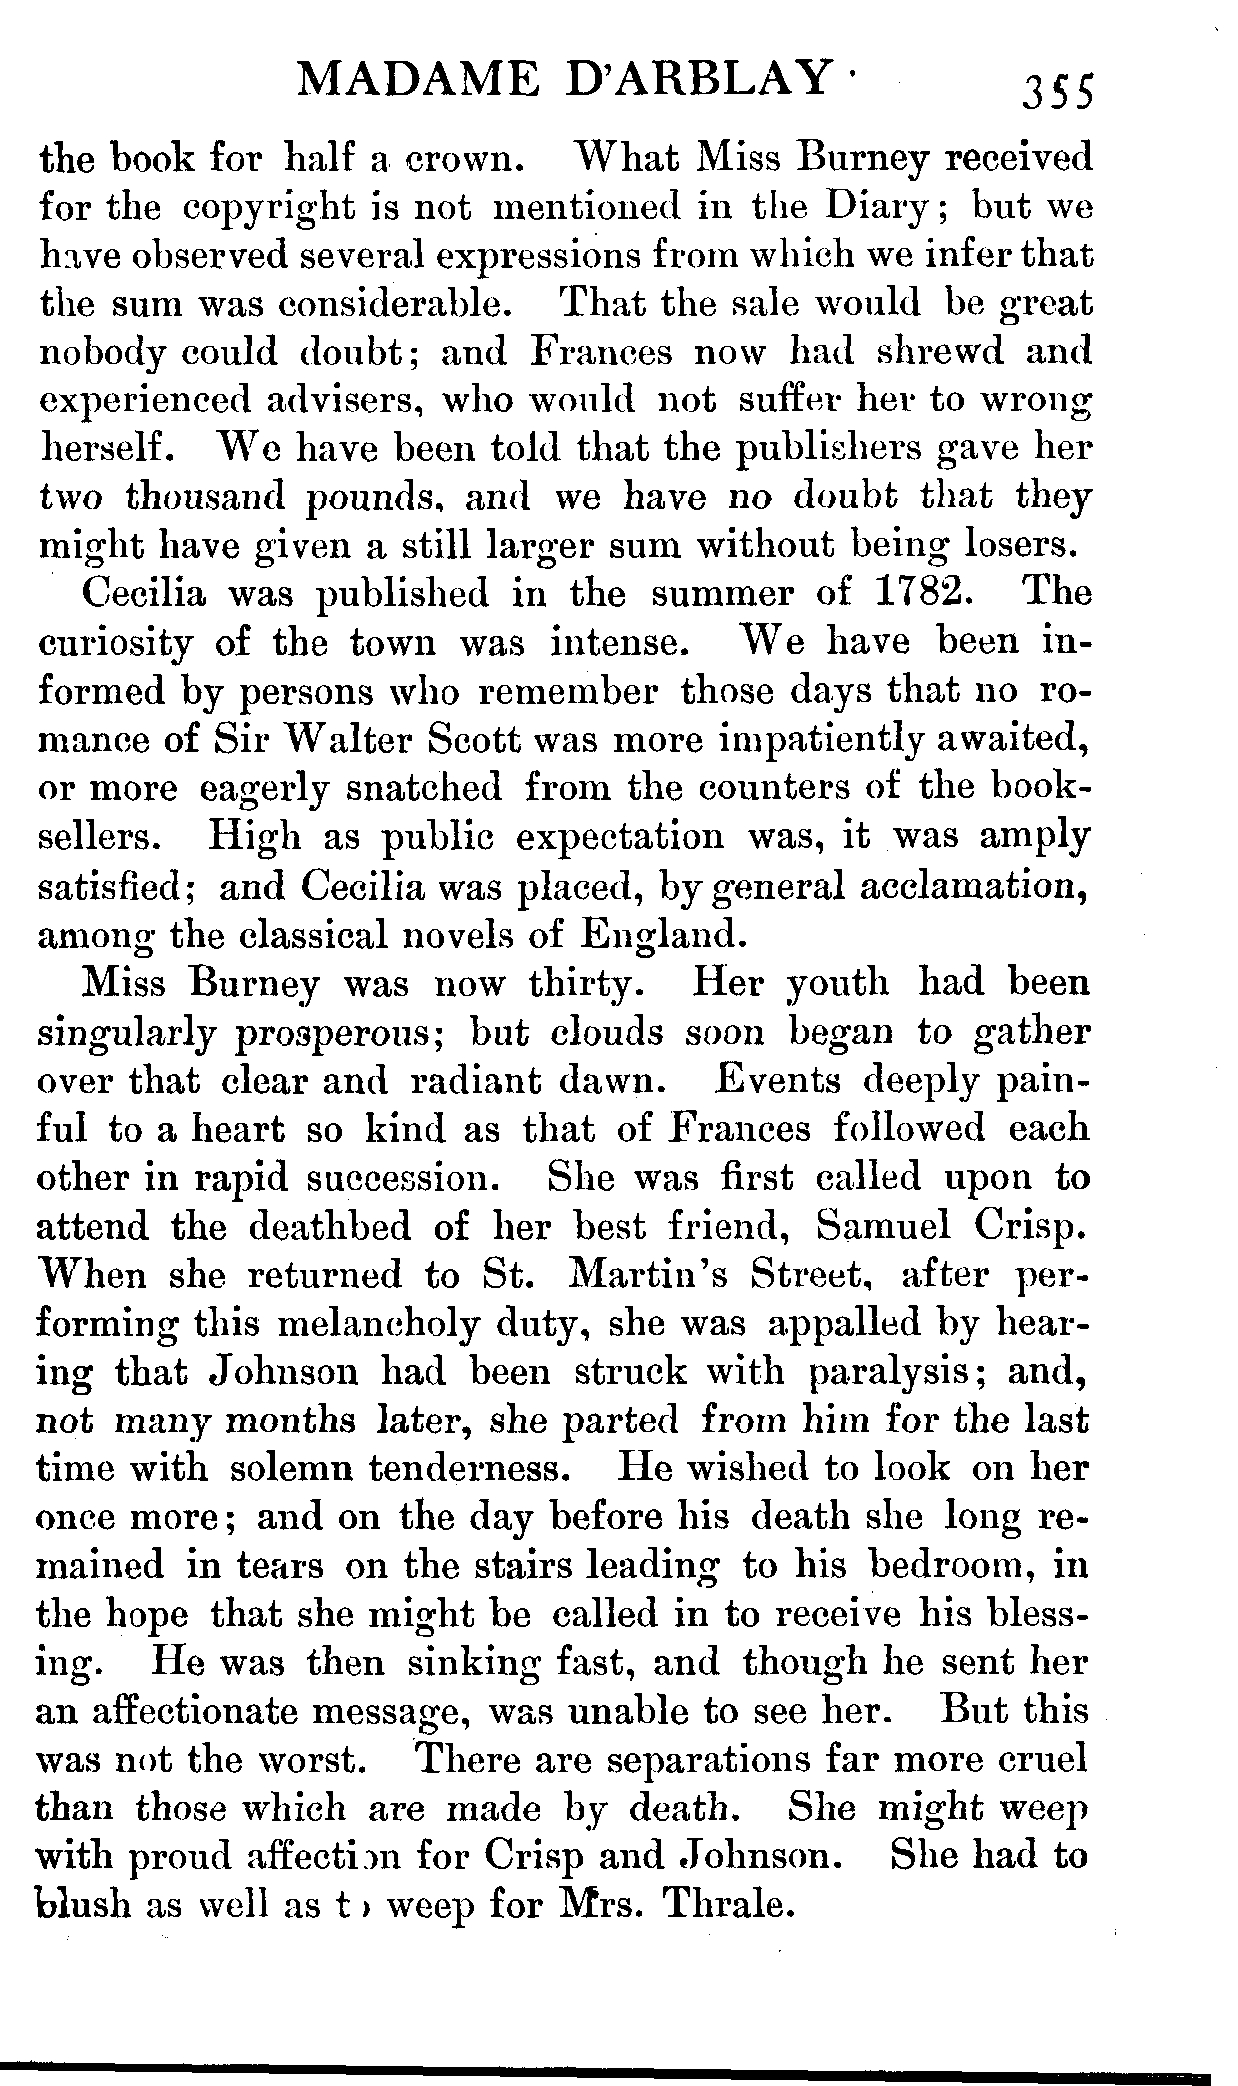 MADAME D'ARBLAY 355
the book for half a crown. What Miss Burney received
for the copyright is not mentioned in the Diary; but we
have observed several expressions from which we infer that
the sum was considerable. That the sale would be great
nobody could doubt; and Frances now had shrewd and
experienced advisers, who would not suffer her to wrong
herself. We have been told that the publishers gave her
two thousand pounds, and we have no doubt that they
might have given a still larger sum without being losers.
Cecilia was published in the summer of 1782. The
curiosity of the town was intense. We have been in-
formed by persons who remember those days that no ro-
mance of Sir Walter Scott was more impatiently awaited,
or more eagerly snatched from the counters of the book-
sellers. High as public expectation was, it was amply
satisfied; and Cecilia was placed, by general acclamation,
among the classical novels of England.
Miss Burney was now thirty. Her youth had been
singularly prosperous; but clouds soon began to gather
over that clear and radiant dawn. Events deeply pain-
ful to a heart so kind as that of Frances followed each
other in rapid succession. She was first called upon to
attend the deathbed of her best friend, Samuel Crisp.
When she returned to St. Martin's Street, after per-
forming this melancholy duty, she was appalled by hear-
ing that Johnson had been struck with paralysis; and,
not many months later, she parted from him for the last
time with solemn tenderness. He wished to look on her
once more; and on the day before his death she long re-
mained in tears on the stairs leading to his bedroom, in
the hope that she might be called in to receive his bless-
ing. He was then sinking fast, and though he sent her
an affectionate message, was unable to see her. But this
was not the worst. There are separations far more cruel
than those which are made by death. She might weep
with proud affection for Crisp and Johnson. She had to
blush as well as to weep for Mrs. Thrale.